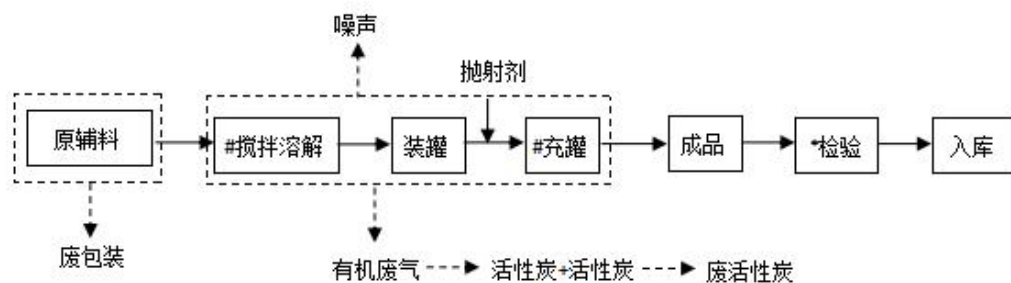 噪声
抛射剂
原辅料
#搅拌溶解
装罐
#充罐
成品
*检验
入库
废包装
有机废气
活性炭+活性炭
废活性炭